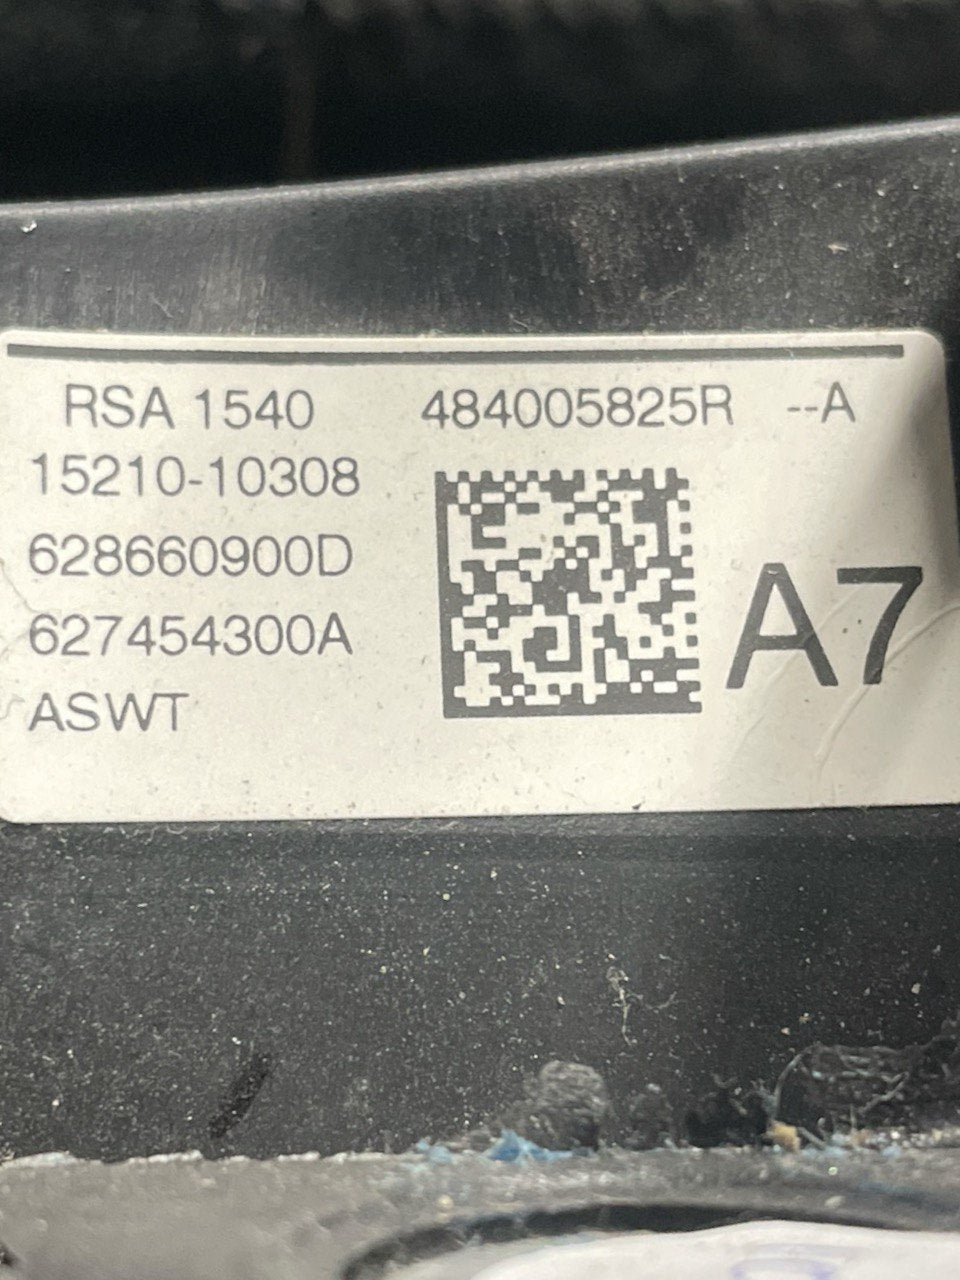 RSA 1540 484005825R --A
15210-10308
628660900D
627454300A
A7
ASWT